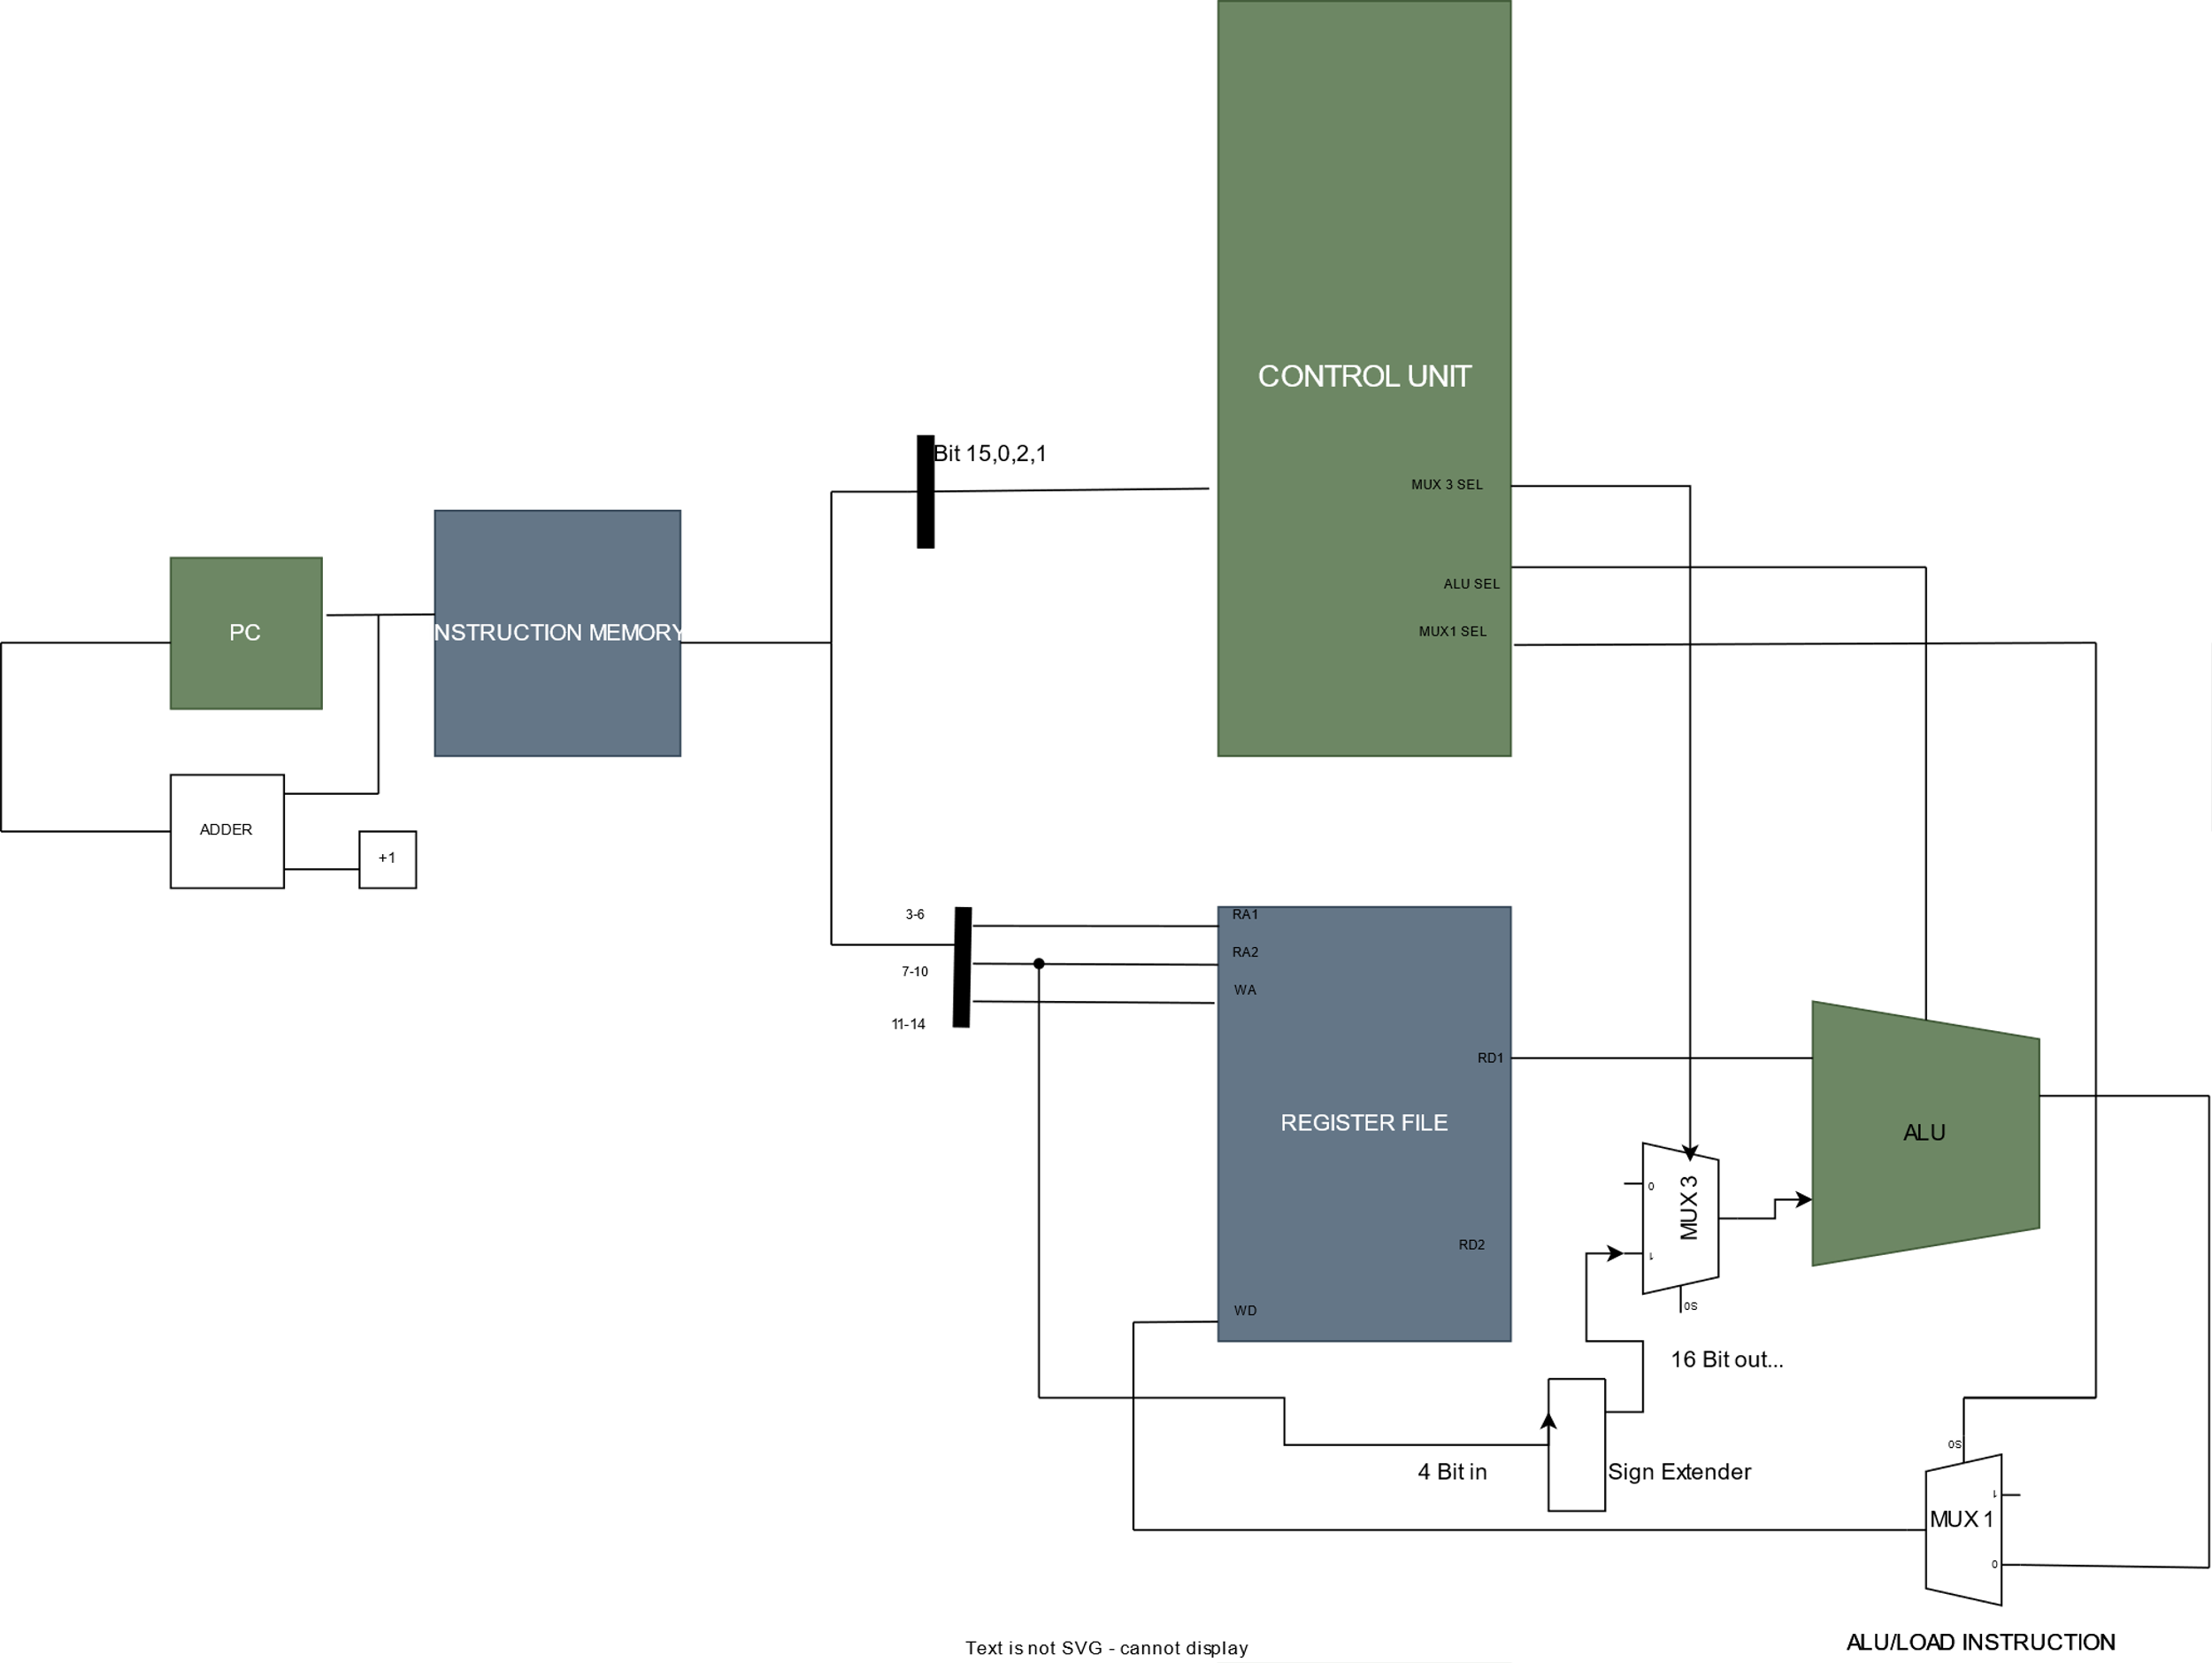 CONTROL UNIT
Bit 15,0,2,1
MUX 3 SEL
ALU SEL
MUX1 SEL
PC
NSTRUCTION MEMORY
ADDER
+1
3-6
7-10
11-14
RA1
RA2
WA
RD1
REGISTER FILE
RD2
WD
ALU
0
MUX 3
1
S0
16 Bit out...
4 Bit in
Sign Extender
S0
1
MUX 1
0
ALU/LOAD INSTRUCTION
Text is not SVG - cannot display